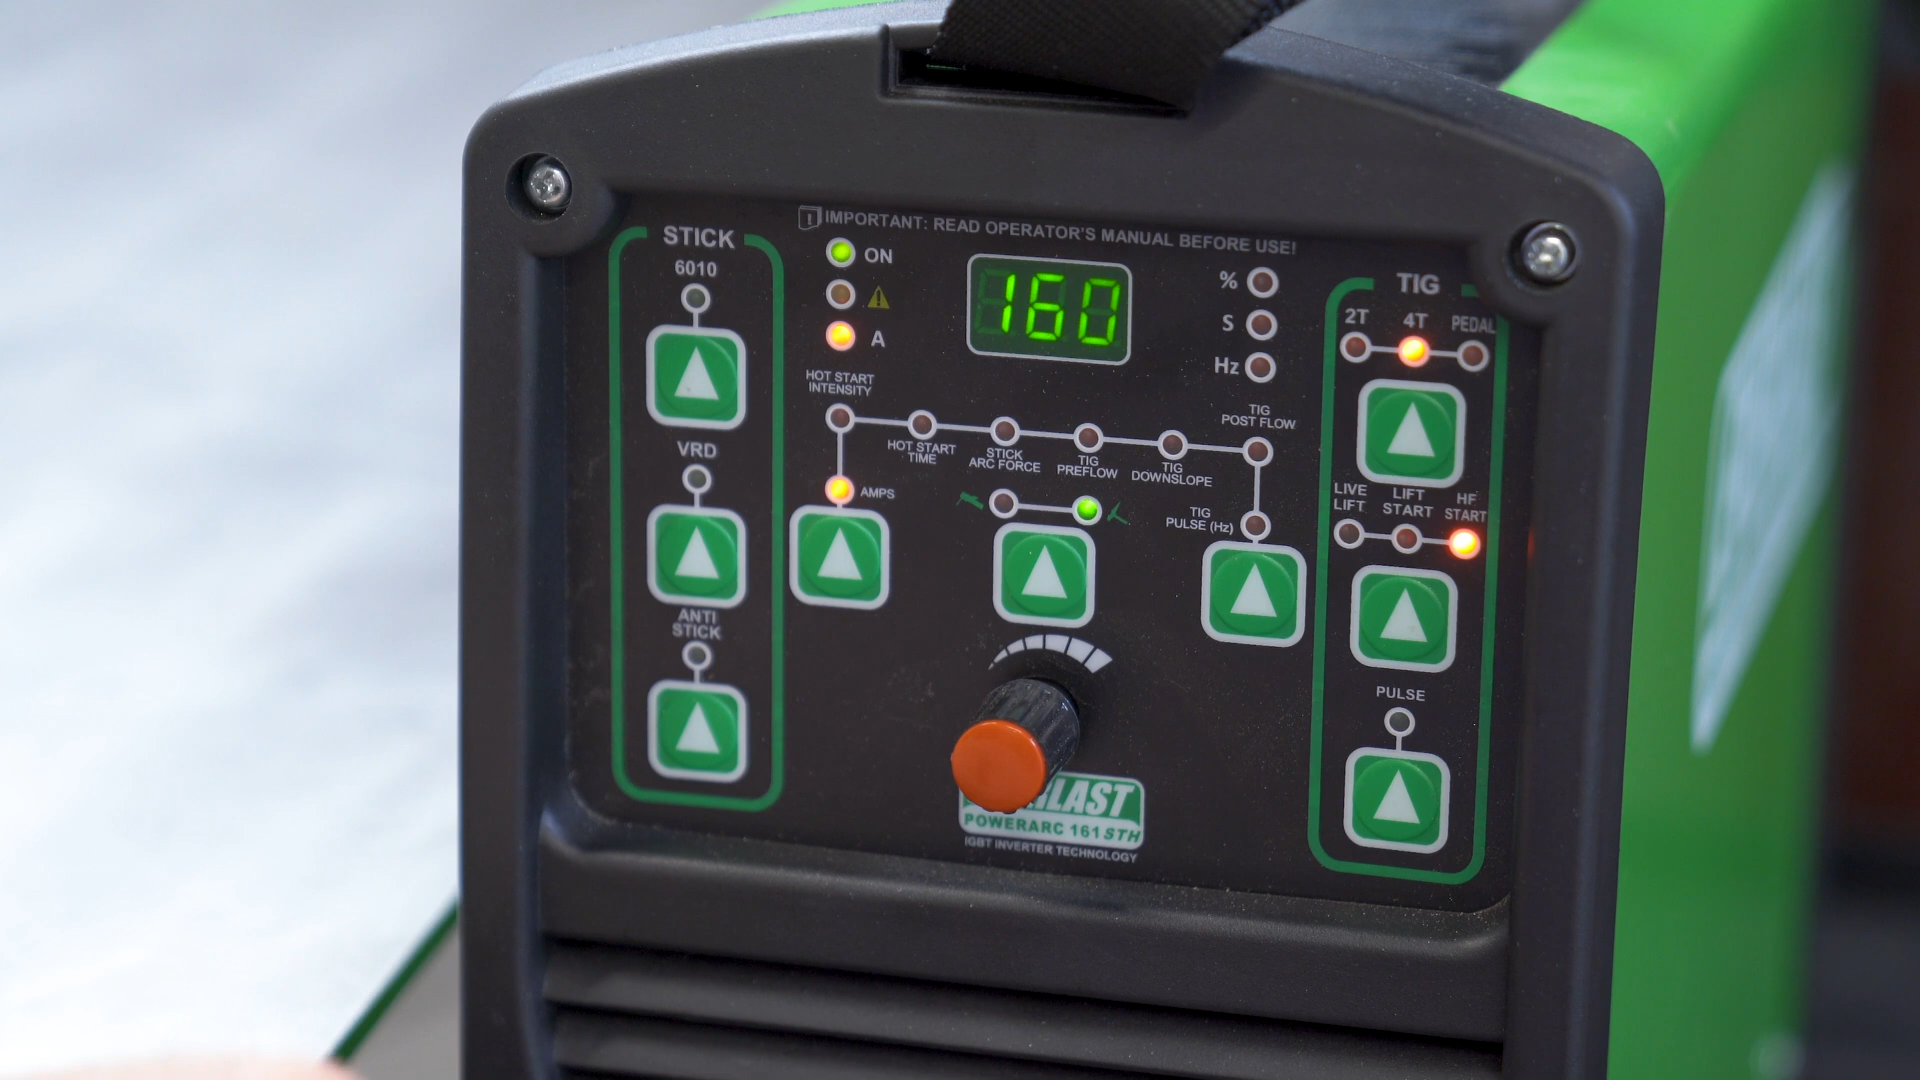 IMPORTANT: READ OPERATOR'S MANUAL BEFORE USE!
STICK
6010
VRD
ANTI
STICK
ON
A
160
%
S
Hz
HOT START
INTENSITY
HOT START
TIME
STICK
ARC FORCE
TIG
PREFLOW
TIG
DOWNSLOPE
TIG
POST FLOW
AMPS
TIG
PULSE (Hz)
TIG
2T
4T
PEDAL
LIVE
LIFT
LIFT
START
HF
START
PULSE
POWERARC 161 STH
IGBT INVERTER TECHNOLOGY